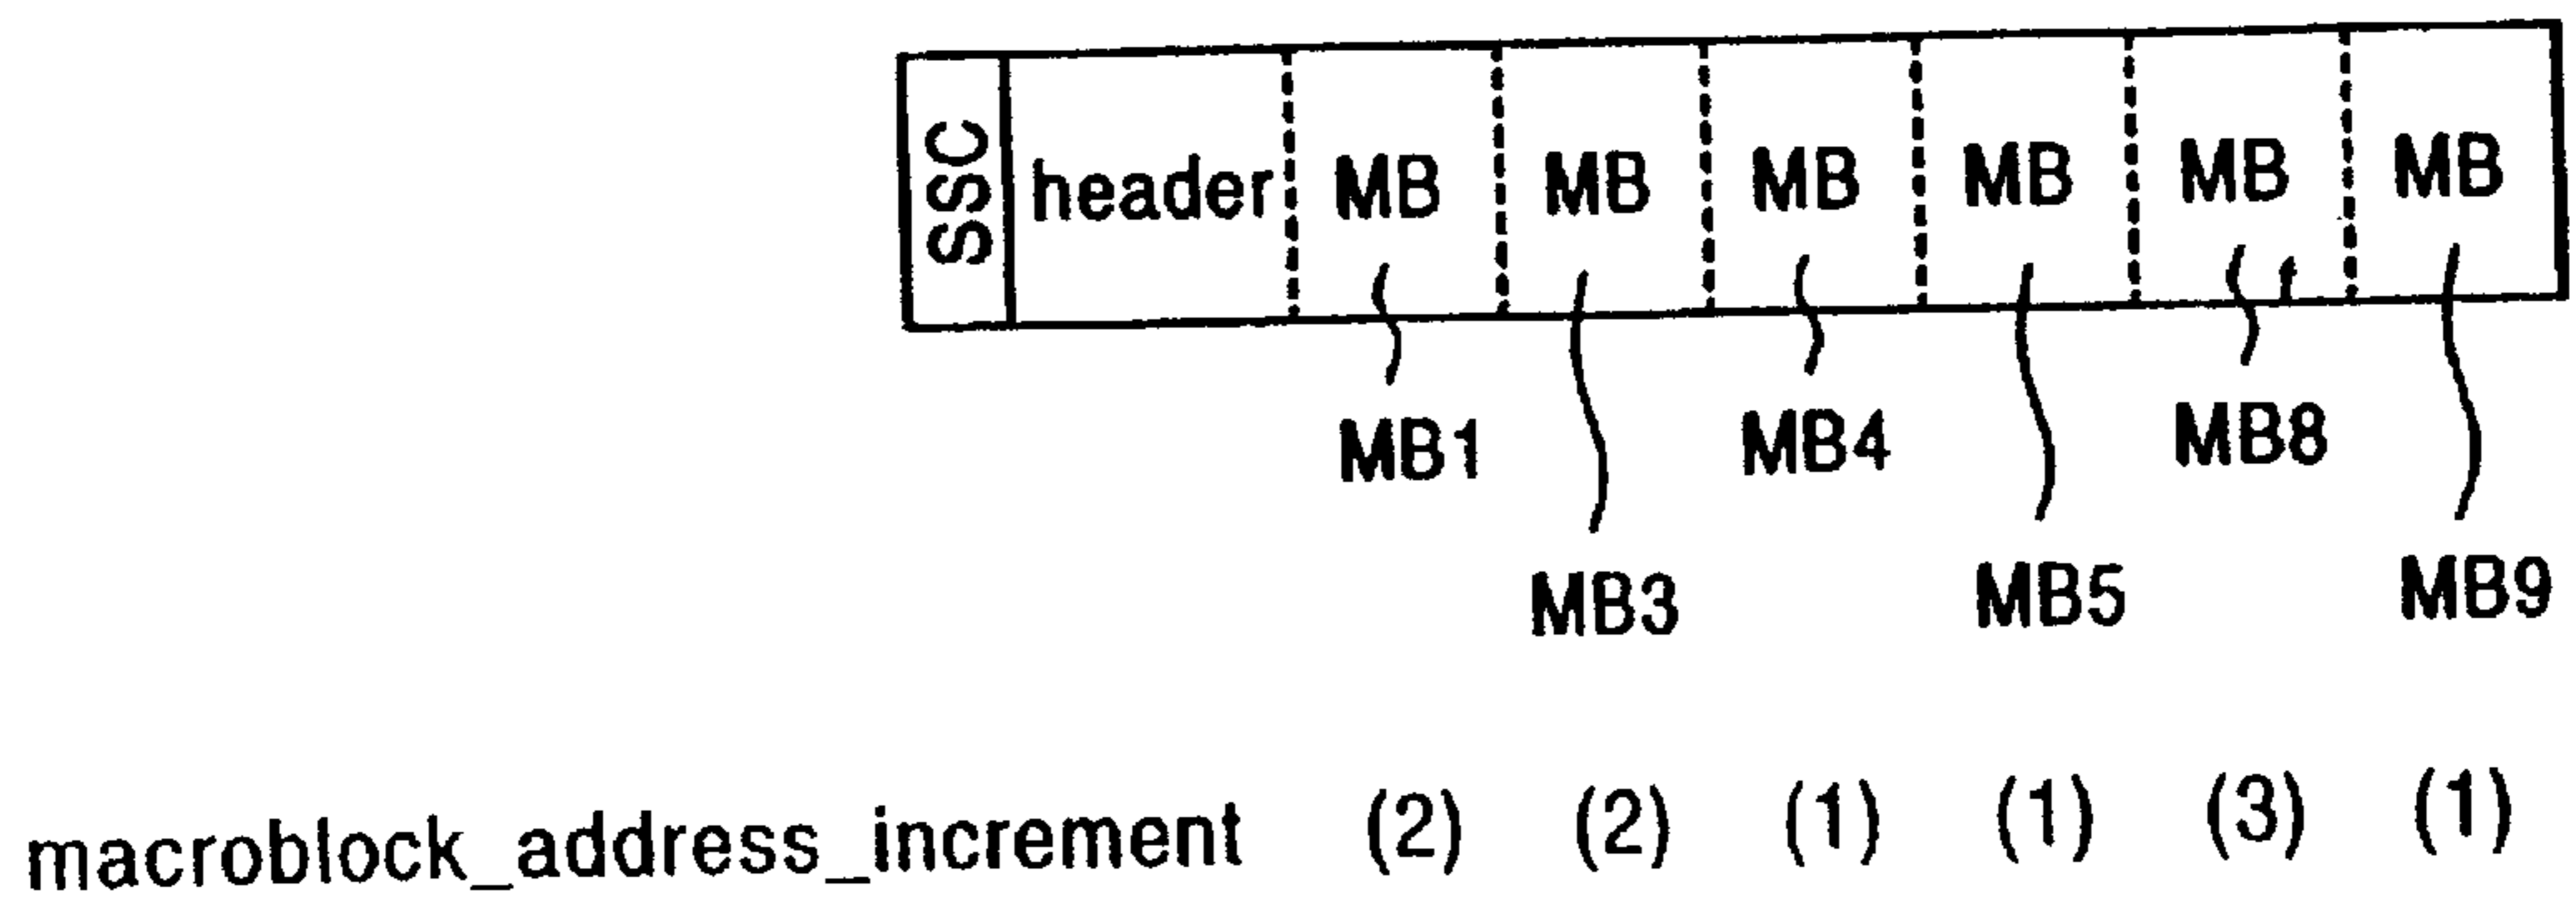 SSC header MB MB MB MB MB MB
MB1 MB4 MB8
MB3 MB5 MB9
macroblock_address_increment (2) (2) (1) (1) (3) (1)